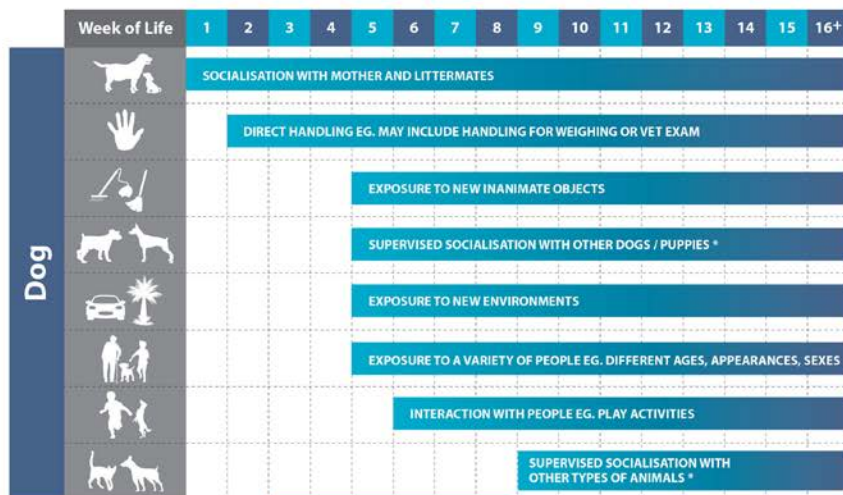 Week of Life 1 2 3 4 5 6 7 8 9 10 11 12 13 14 15 16+
Dog
SOCIALISATION WITH MOTHER AND LITTERMATES
DIRECT HANDLING EG. MAY INCLUDE HANDLING FOR WEIGHING OR VET EXAM
EXPOSURE TO NEW INANIMATE OBJECTS
SUPERVISED SOCIALISATION WITH OTHER DOGS / PUPPIES *
EXPOSURE TO NEW ENVIRONMENTS
EXPOSURE TO A VARIETY OF PEOPLE EG. DIFFERENT AGES, APPEARANCES, SEXES
INTERACTION WITH PEOPLE EG. PLAY ACTIVITIES
SUPERVISED SOCIALISATION WITH
OTHER TYPES OF ANIMALS *